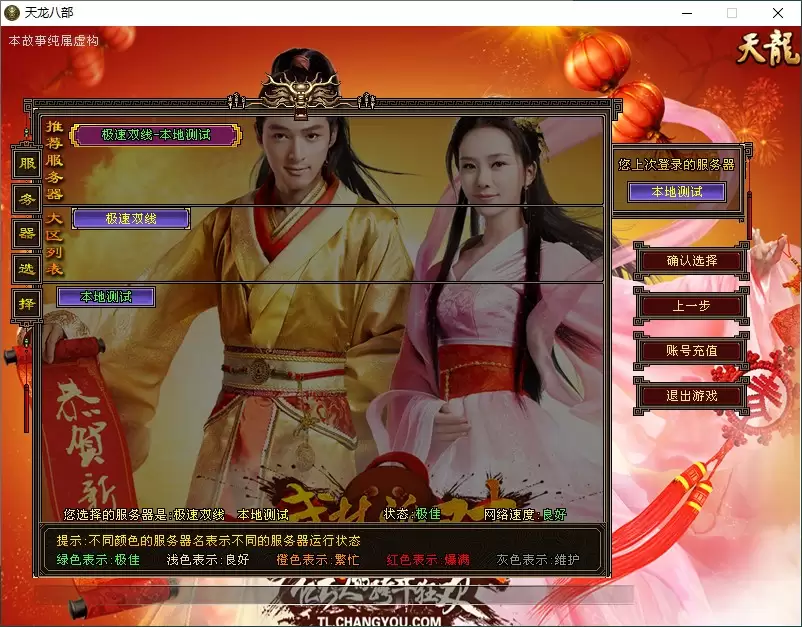 天龙八部
本故事纯属虚构
天龍
推荐服务器
极速双线-本地测试
您上次登录的服务器
本地测试
服务器选择
大区列表
极速双线
本地测试
确认选择
上一步
账号充值
退出游戏
恭贺新
您选择的服务器是:极速双线 本地测试
状态:极佳
网络速度:良好
提示:不同颜色的服务器名表示不同的服务器运行状态
绿色表示:极佳 浅色表示:良好 橙色表示:繁忙 红色表示:爆满 灰色表示:維护
TL.CHANGYOU.COM